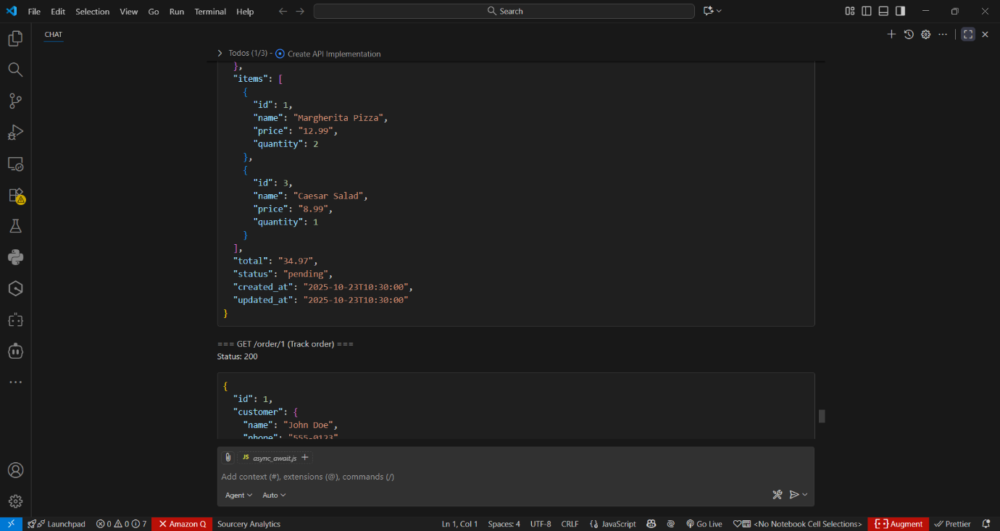 File Edit Selection View Go Run Terminal Help
Search
CHAT
Todos (1/3) - Create API Implementation
},
"items": [
{
"id": 1,
"name": "Margherita Pizza",
"price": "12.99",
"quantity": 2
},
{
"id": 3,
"name": "Caesar Salad",
"price": "8.99",
"quantity": 1
}
],
"total": "34.97",
"status": "pending",
"created_at": "2025-10-23T10:30:00",
"updated_at": "2025-10-23T10:30:00"
}
=== GET /order/1 (Track order) ===
Status: 200
{
"id": 1,
"customer": {
"name": "John Doe",
"phone": "555-0123"
JS async_await.js
Add context (#), extensions (@), commands (/)
Agent Auto
Launchpad 0 0 7 Amazon Q Sourcery Analytics Ln 1, Col 1 Spaces: 4 UTF-8 CRLF JavaScript Go Live <No Notebook Cell Selections> Augment Prettier